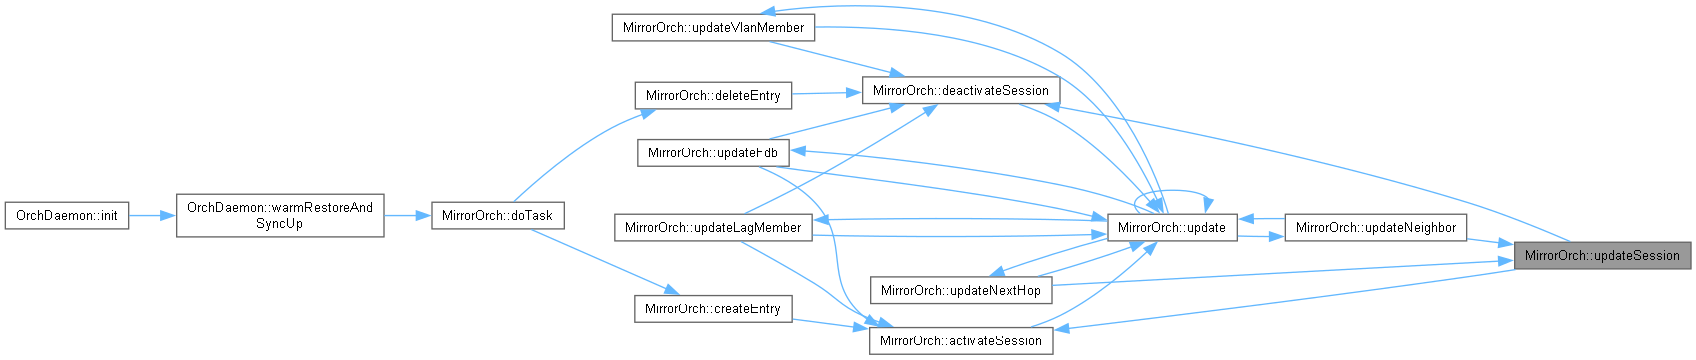 MirrorOrch::updateVlanMember
MirrorOrch::deactivateSession
MirrorOrch::deleteEntry
MirrorOrch::updateFdb
OrchDaemon::init
OrchDaemon::warmRestoreAnd
SyncUp
MirrorOrch::doTask
MirrorOrch::updateLagMember
MirrorOrch::update
MirrorOrch::updateNeighbor
MirrorOrch::updateSession
MirrorOrch::updateNextHop
MirrorOrch::createEntry
MirrorOrch::activateSession